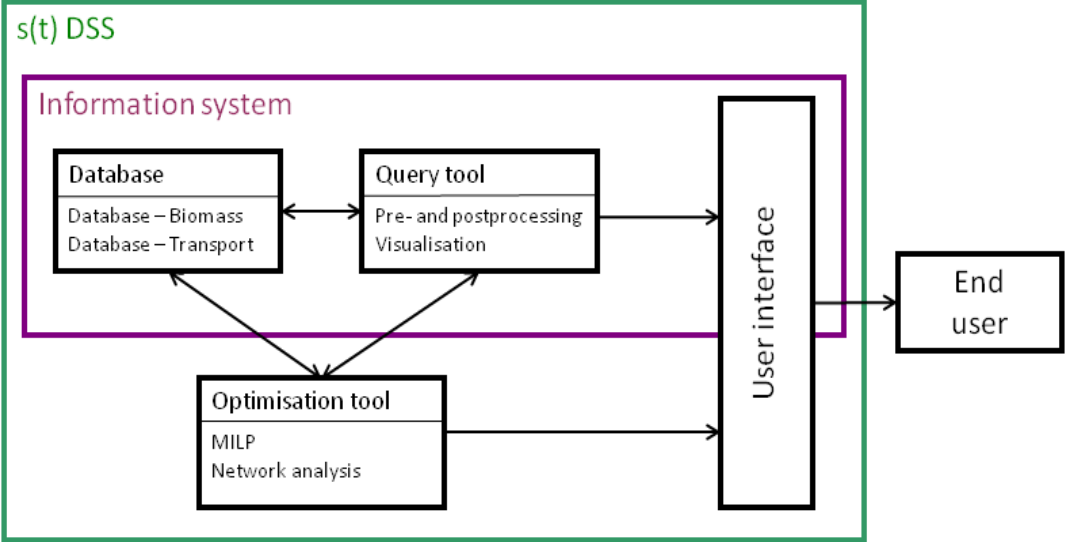 s(t) DSS
Information system
Database
Database – Biomass
Database – Transport
Query tool
Pre- and postprocessing
Visualisation
Optimisation tool
MILP
Network analysis
User interface
End
user